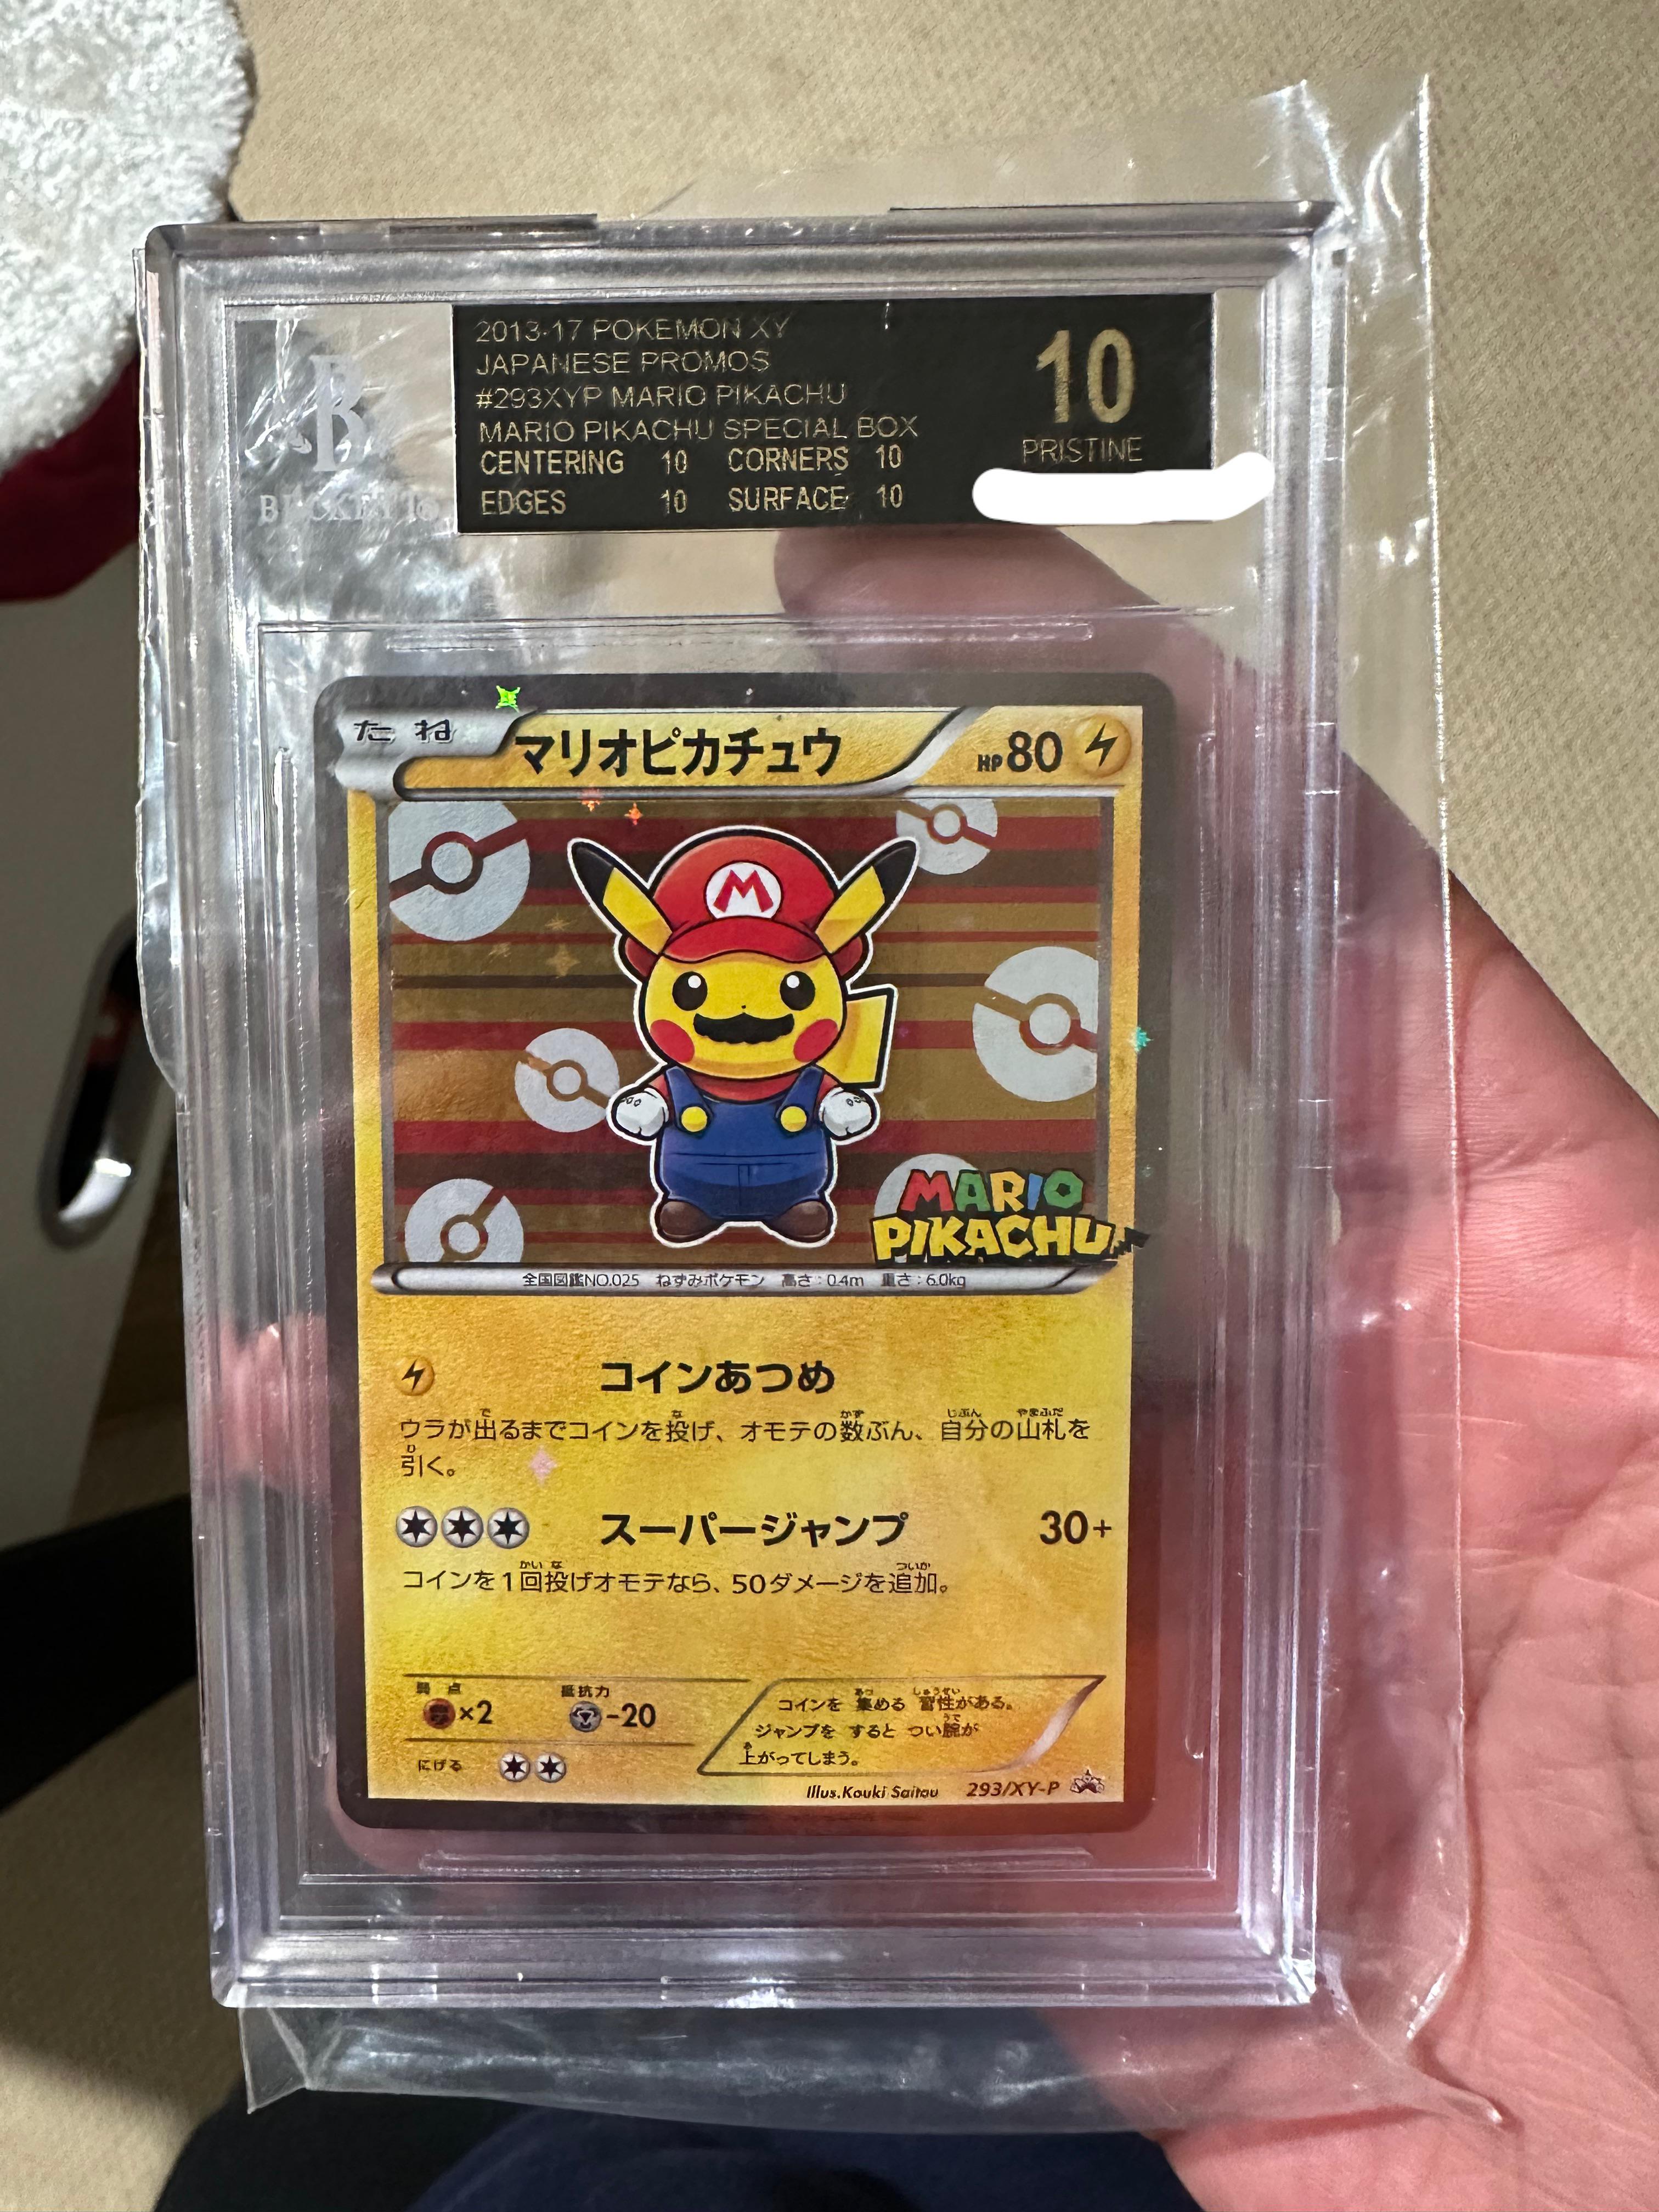 2013-17 POKEMON XY
JAPANESE PROMOS
#293XYP MARIO PIKACHU
MARIO PIKACHU SPECIAL BOX
CENTERING 10 CORNERS 10
EDGES 10 SURFACE 10
10
PRISTINE
B
BECKETT
たね マリオピカチュウ HP80
M
MARIO
PIKACHU
全国図鑑NO.025 ねずみポケモン 高さ:0.4m 重さ:6.0kg
コインあつめ
ウラが出るまでコインを投げ、オモテの数ぶん、自分の山札を
引く。
スーパージャンプ 30+
コインを1回投げオモテなら、50ダメージを追加。
弱点 抵抗力
×2 -20
にげる
コインを 集める 習性がある。
ジャンプを すると つい腕が
上がってしまう。
Illus.Kouki Saitou 293/XY-P